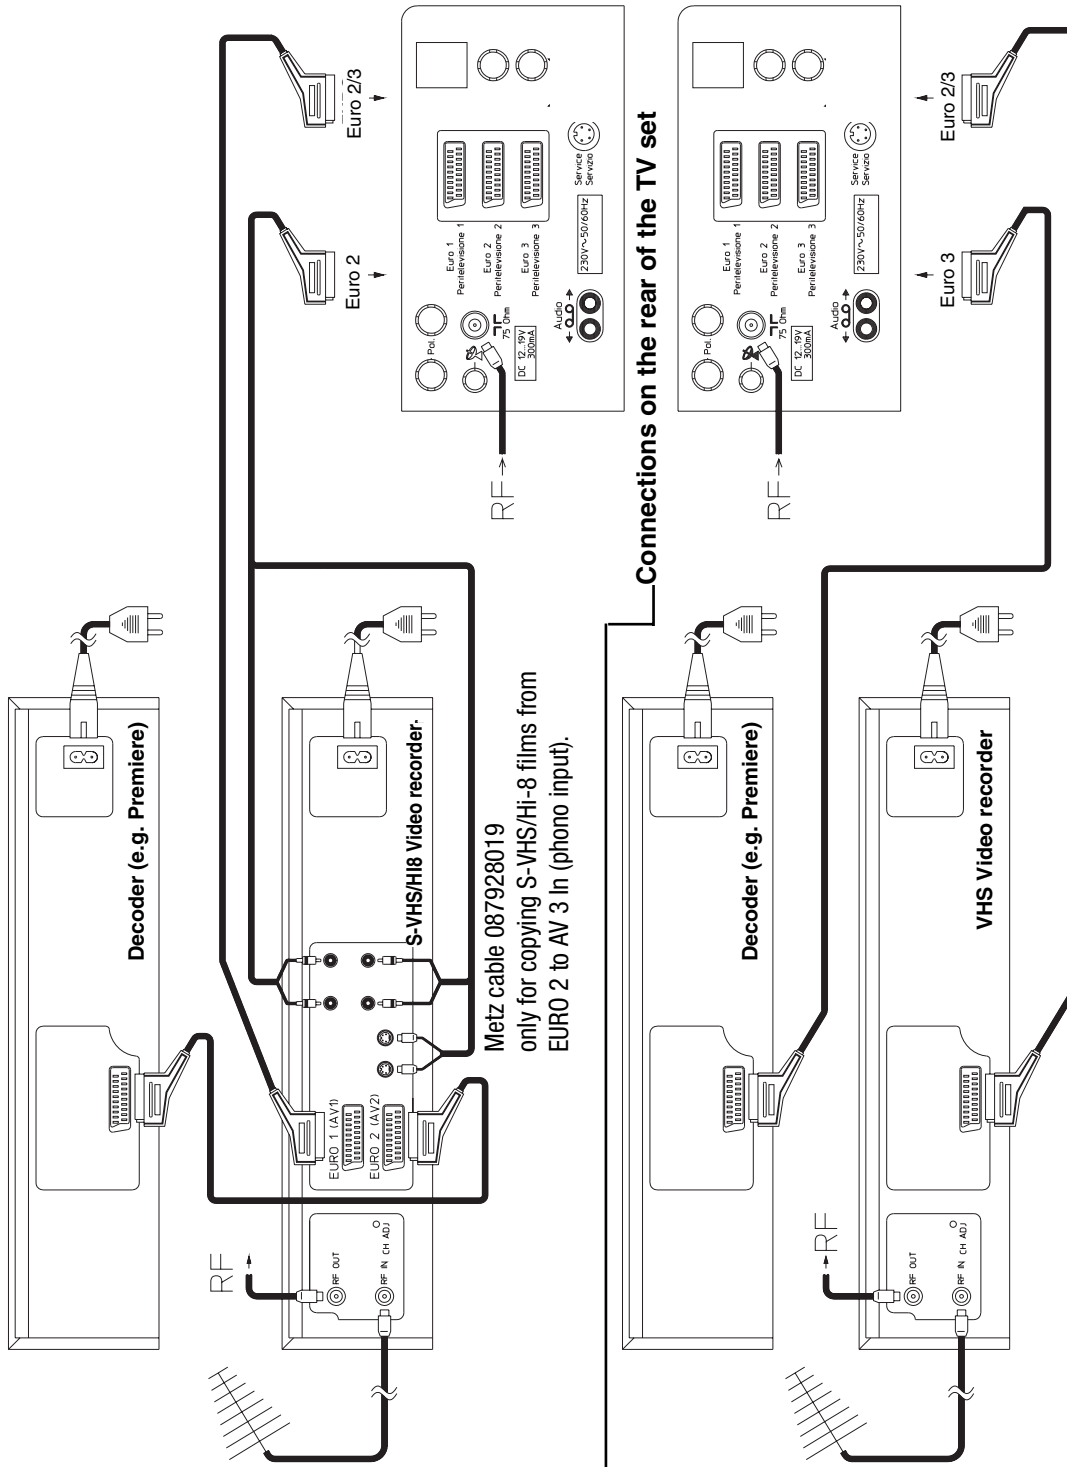 Decoder (e.g. Premiere)
RF
RF OUT
RF IN
CH ADJ
EURO 1 (AV1)
EURO 2 (AV2)
S-VHS/HI8 Video recorder.
Metz cable 087928019
only for copying S-VHS/Hi-8 films from
EURO 2 to AV 3 In (phono input).
Euro 2
Euro 2/3
RF
Pol.
75 Ohm
DC 12...19V
300mA
Euro 1
Peritelevisione 1
Euro 2
Peritelevisione 2
Euro 3
Peritelevisione 3
Audio
230V~50/60Hz
Service
Servizio
Connections on the rear of the TV set
Decoder (e.g. Premiere)
RF
RF OUT
RF IN
CH ADJ
VHS Video recorder
Euro 3
Euro 2/3
RF
Pol.
75 Ohm
DC 12...19V
300mA
Euro 1
Peritelevisione 1
Euro 2
Peritelevisione 2
Euro 3
Peritelevisione 3
Audio
230V~50/60Hz
Service
Servizio